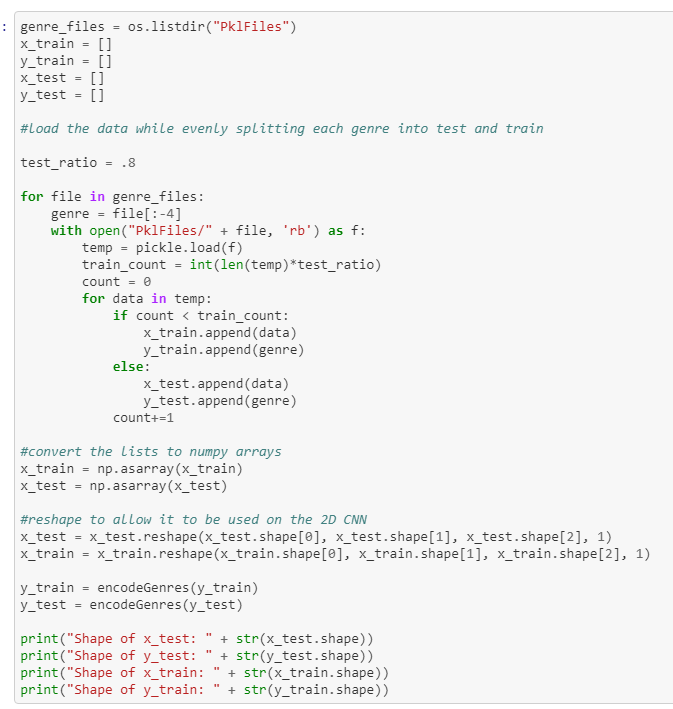 : genre_files = os.listdir("PklFiles")
x_train = []
y_train = []
x_test = []
y_test = []

#load the data while evenly splitting each genre into test and train

test_ratio = .8

for file in genre_files:
    genre = file[:-4]
    with open("PklFiles/" + file, 'rb') as f:
        temp = pickle.load(f)
        train_count = int(len(temp)*test_ratio)
        count = 0
        for data in temp:
            if count < train_count:
                x_train.append(data)
                y_train.append(genre)
            else:
                x_test.append(data)
                y_test.append(genre)
            count+=1

#convert the lists to numpy arrays
x_train = np.asarray(x_train)
x_test = np.asarray(x_test)

#reshape to allow it to be used on the 2D CNN
x_test = x_test.reshape(x_test.shape[0], x_test.shape[1], x_test.shape[2], 1)
x_train = x_train.reshape(x_train.shape[0], x_train.shape[1], x_train.shape[2], 1)

y_train = encodeGenres(y_train)
y_test = encodeGenres(y_test)

print("Shape of x_test: " + str(x_test.shape))
print("Shape of y_test: " + str(y_test.shape))
print("Shape of x_train: " + str(x_train.shape))
print("Shape of y_train: " + str(y_train.shape))